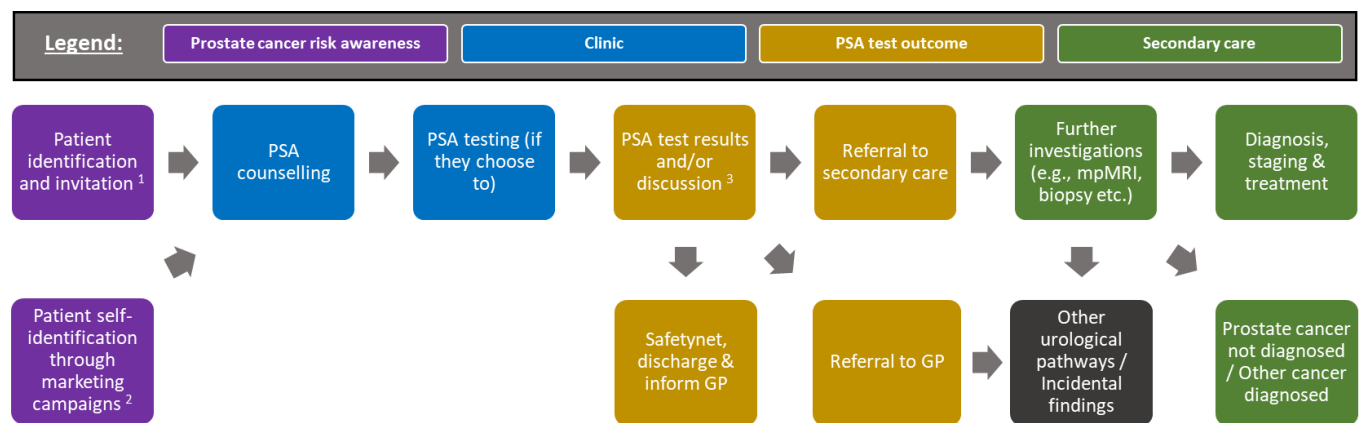 Legend:
Prostate cancer risk awareness
Clinic
PSA test outcome
Secondary care
Patient
identification
and invitation 1
PSA
counselling
PSA testing (if
they choose
to)
PSA test results
and/or
discussion 3
Referral to
secondary care
Further
investigations
(e.g., mpMRI,
biopsy etc.)
Diagnosis,
staging &
treatment
Patient self-
identification
through
marketing
campaigns 2
Safetynet,
discharge &
inform GP
Referral to GP
Other
urological
pathways /
Incidental
findings
Prostate cancer
not diagnosed
/ Other cancer
diagnosed